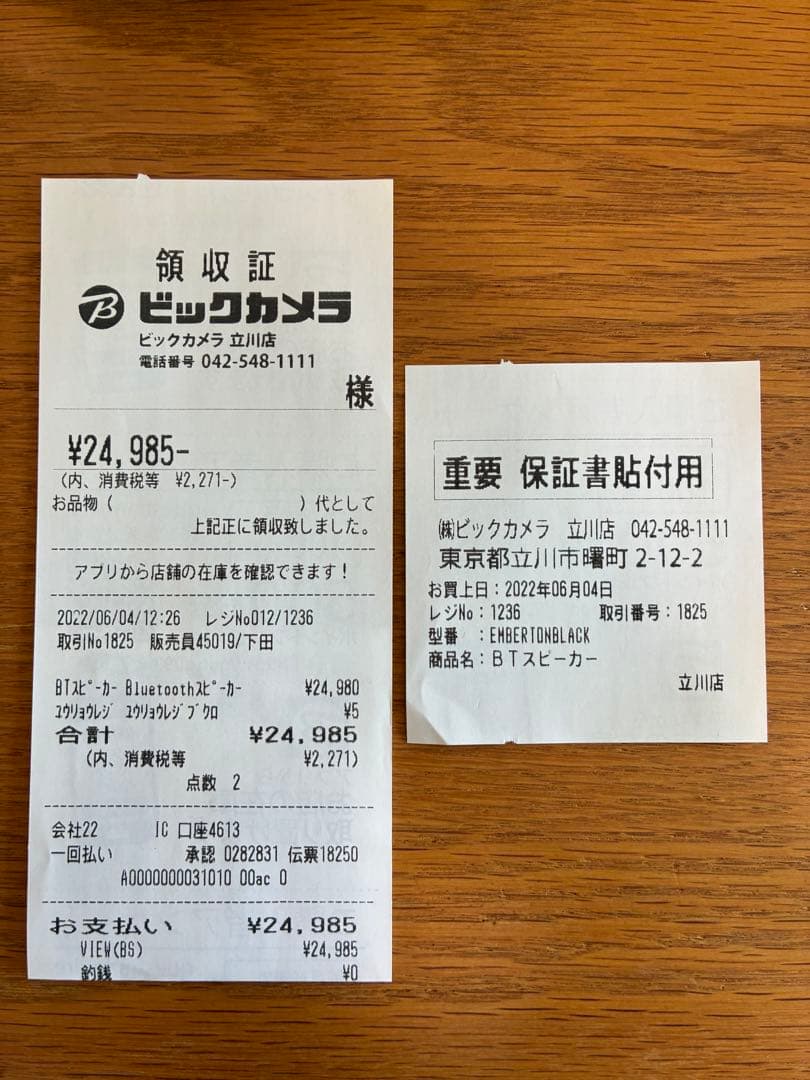 領収証
B ビックカメラ
ビックカメラ 立川店
電話番号 042-548-1111
様
¥24,985-
(内、消費税等 ¥2,271-)
お品物( )代として
上記正に領収致しました。
アプリから店舗の在庫を確認できます!
2022/06/04/12:26 レジNo012/1236
取引No1825 販売員45019/下田
BTスピーカー Bluetoothスピーカー ¥24,980
ユウリョウレジ ユウリョウレジブクロ ¥5
合計 ¥24,985
(内、消費税等 ¥2,271)
点数 2
会社22 IC 口座4613
一回払い 承認 0282831 伝票18250
A0000000031010 00ac 0
お支払い ¥24,985
VIEW(BS) ¥24,985
釣銭 ¥0
重要 保証書貼付用
㈱ビックカメラ 立川店 042-548-1111
東京都立川市曙町 2-12-2
お買上日:2022年06月04日
レジNo:1236 取引番号:1825
型番 :EMBERTONBLACK
商品名:BTスピーカー
立川店